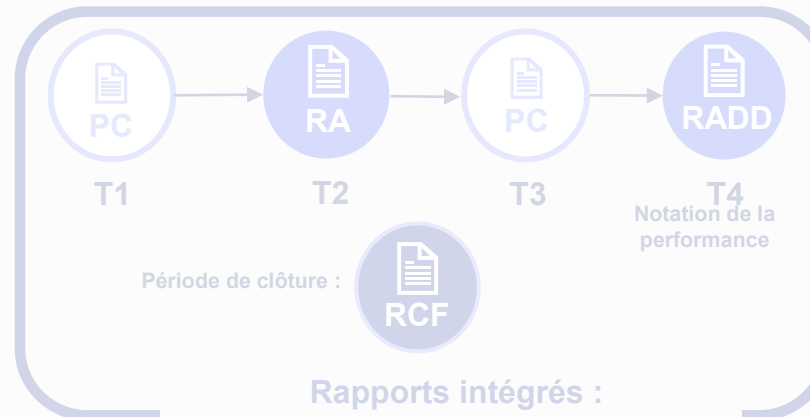 PC
RA
PC
RADD
T1
T2
T3
T4
Notation de la
performance
Période de clôture :
RCF
Rapports intégrés :